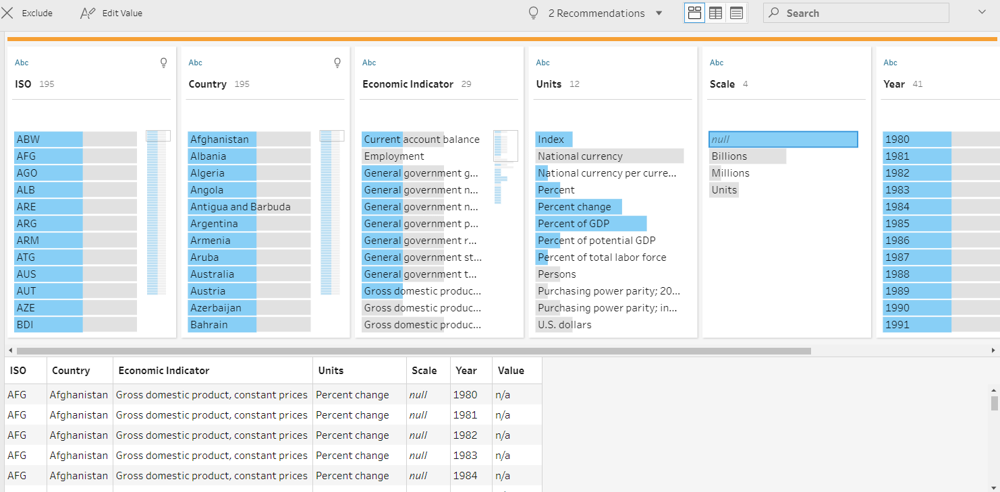 Exclude Edit Value 2 Recommendations Search
Abc Abc Abc Abc Abc Abc
ISO 195 Country 195 Economic Indicator 29 Units 12 Scale 4 Year 41
ABW Afghanistan Current account balance Index null 1980
AFG Albania Employment National currency Billions 1981
AGO Algeria General government g... National currency per curre... Millions 1982
ALB Angola General government n... Percent Units 1983
ARE Antigua and Barbuda General government n... Percent change 1984
ARG Argentina General government p... Percent of GDP 1985
ARM Armenia General government r... Percent of potential GDP 1986
ATG Aruba General government st... Percent of total labor force 1987
AUS Australia General government t... Persons 1988
AUT Austria Gross domestic produc... Purchasing power parity; 20... 1989
AZE Azerbaijan Gross domestic produc... Purchasing power parity; in... 1990
BDI Bahrain Gross domestic produc... U.S. dollars 1991
ISO Country Economic Indicator Units Scale Year Value
AFG Afghanistan Gross domestic product, constant prices Percent change null 1980 n/a
AFG Afghanistan Gross domestic product, constant prices Percent change null 1981 n/a
AFG Afghanistan Gross domestic product, constant prices Percent change null 1982 n/a
AFG Afghanistan Gross domestic product, constant prices Percent change null 1983 n/a
AFG Afghanistan Gross domestic product, constant prices Percent change null 1984 n/a